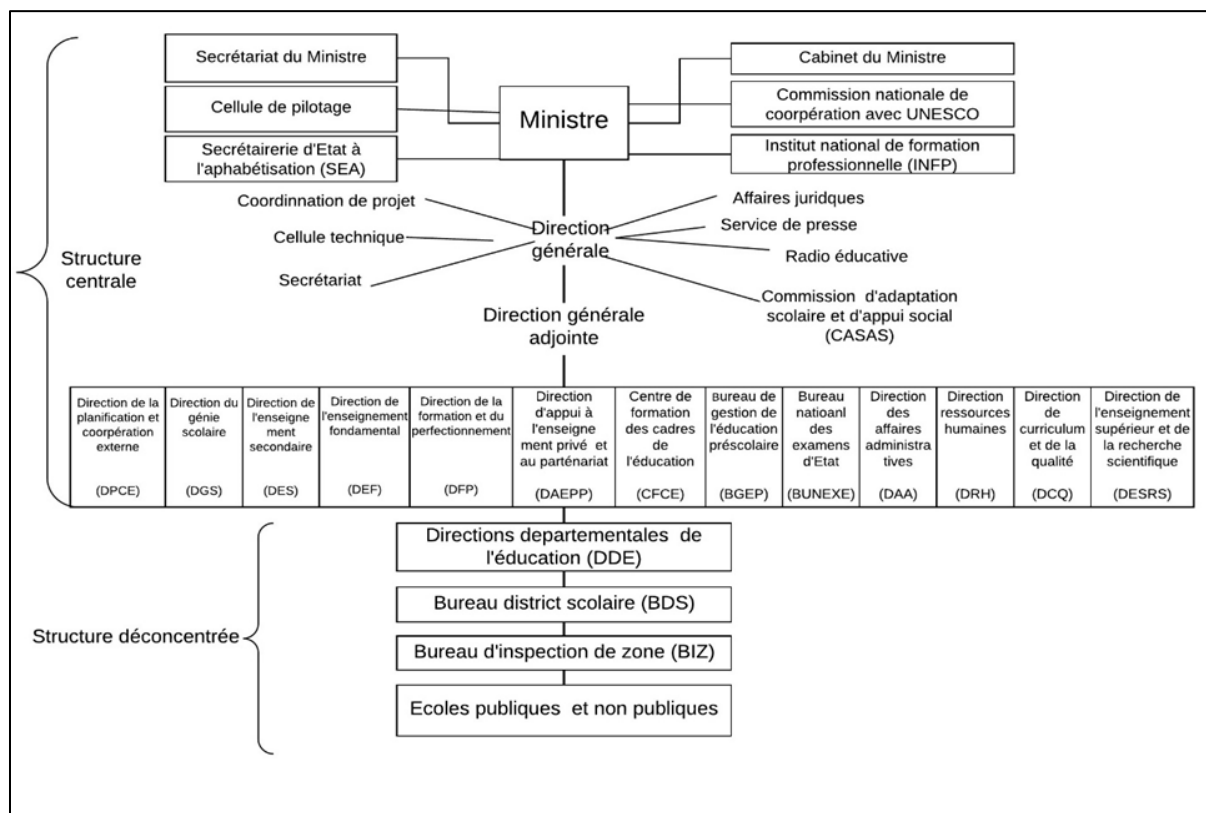 Secrétariat du Ministre
Cellule de pilotage
Secrétairerie d'Etat à
l'aphabétisation (SEA)
Ministre
Cabinet du Ministre
Commission nationale de
coorpération avec UNESCO
Institut national de formation
professionnelle (INFP)
Coordinnation de projet
Cellule technique
Secrétariat
Direction
générale
Affaires juridques
Service de presse
Radio éducative
Commission d'adaptation
scolaire et d'appui social
(CASAS)
Structure
centrale
Direction générale
adjointe
Direction de la
planification et
coopération
externe
(DPCE)
Direction du
génie
scolaire
(DGS)
Direction de
l'enseigne
ment
secondaire
(DES)
Direction de
l'enseignement
fondamental
(DEF)
Direction de la
formation et du
perfectionnement
(DFP)
Direction
d'appui à
l'enseigne
ment privé et
au parténariat
(DAEPP)
Centre de
formation
des cadres
de
l'éducation
(CFCE)
Bureau de
gestion de
l'éducation
préscolaire
(BGEP)
Bureau
natioanl
des
examens
d'Etat
(BUNEXE)
Direction
des
affaires
administra
tives
(DAA)
Direction
ressources
humaines
(DRH)
Direction
de
curriculum
et de la
qualité
(DCQ)
Direction de
l'enseignement
supérieur et de
la recherche
scientifique
(DESRS)
Directions departementales de
l'éducation (DDE)
Bureau district scolaire (BDS)
Structure déconcentrée
Bureau d'inspection de zone (BIZ)
Ecoles publiques et non publiques